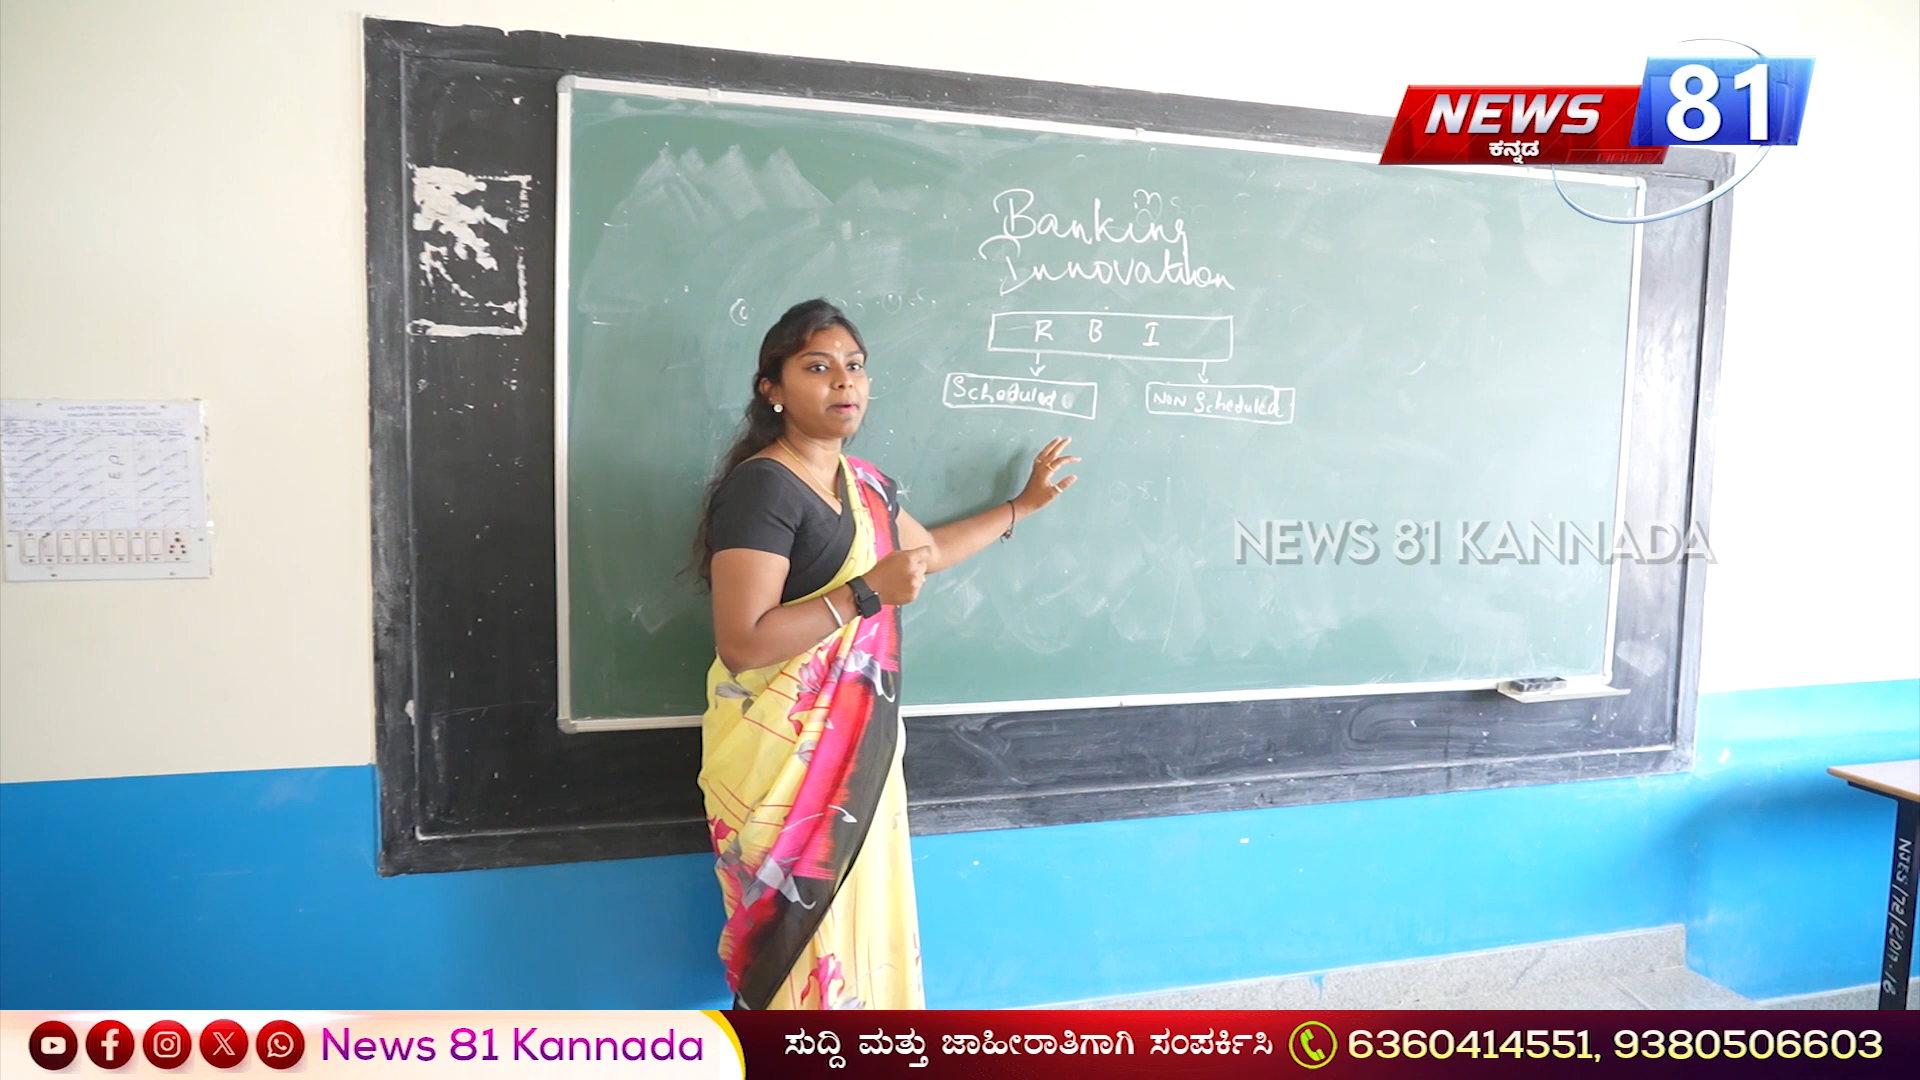 NEWS 81
ಕನ್ನಡ
Banking
Innovation
R B I
Scheduled
NON Scheduled
NEWS 81 KANNADA
News 81 Kannada
ಸುದ್ದಿ ಮತ್ತು ಜಾಹೀರಾತಿಗಾಗಿ ಸಂಪರ್ಕಿಸಿ 6360414551, 9380506603